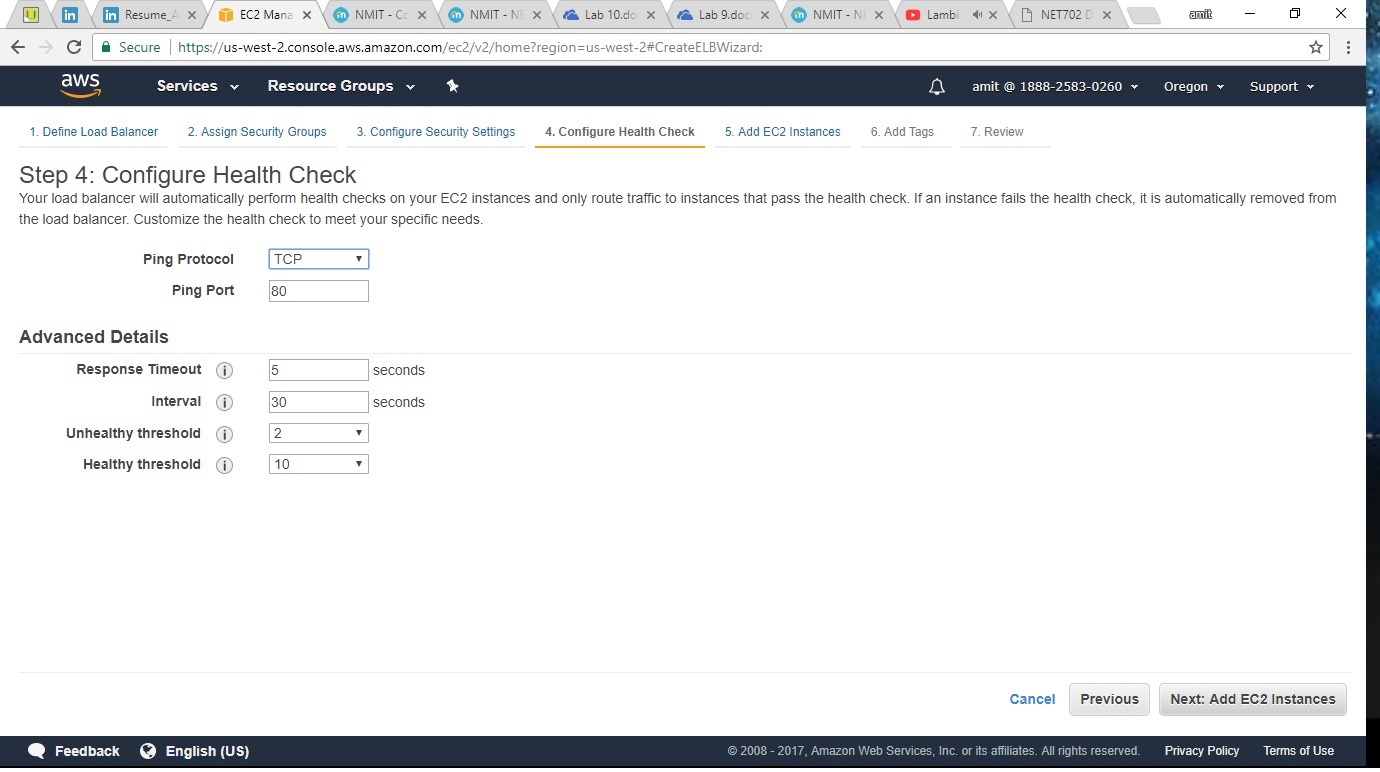 Resume_A
EC2 Mana
NMIT - Co
NMIT - NE
Lab 10.do
Lab 9.doc
NMIT - NE
Lambi
NET702 D
amit
Secure | https://us-west-2.console.aws.amazon.com/ec2/v2/home?region=us-west-2#CreateELBWizard:
aws Services Resource Groups amit @ 1888-2583-0260 Oregon Support
1. Define Load Balancer 2. Assign Security Groups 3. Configure Security Settings 4. Configure Health Check 5. Add EC2 Instances 6. Add Tags 7. Review
Step 4: Configure Health Check
Your load balancer will automatically perform health checks on your EC2 instances and only route traffic to instances that pass the health check. If an instance fails the health check, it is automatically removed from
the load balancer. Customize the health check to meet your specific needs.
Ping Protocol TCP
Ping Port 80
Advanced Details
Response Timeout i 5 seconds
Interval i 30 seconds
Unhealthy threshold i 2
Healthy threshold i 10
Cancel Previous Next: Add EC2 Instances
Feedback English (US) © 2008 - 2017, Amazon Web Services, Inc. or its affiliates. All rights reserved. Privacy Policy Terms of Use